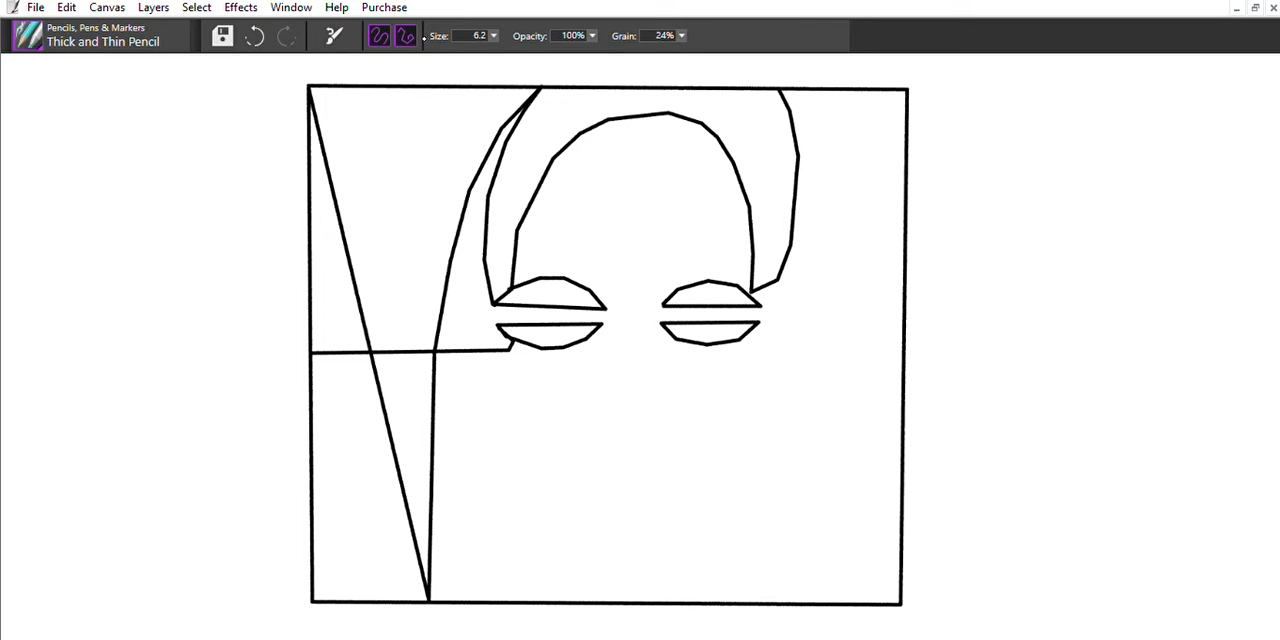 File Edit Canvas Layers Select Effects Window Help Purchase
Pencils, Pens & Markers
Thick and Thin Pencil
Size: 6.2 Opacity: 100% Grain: 24%